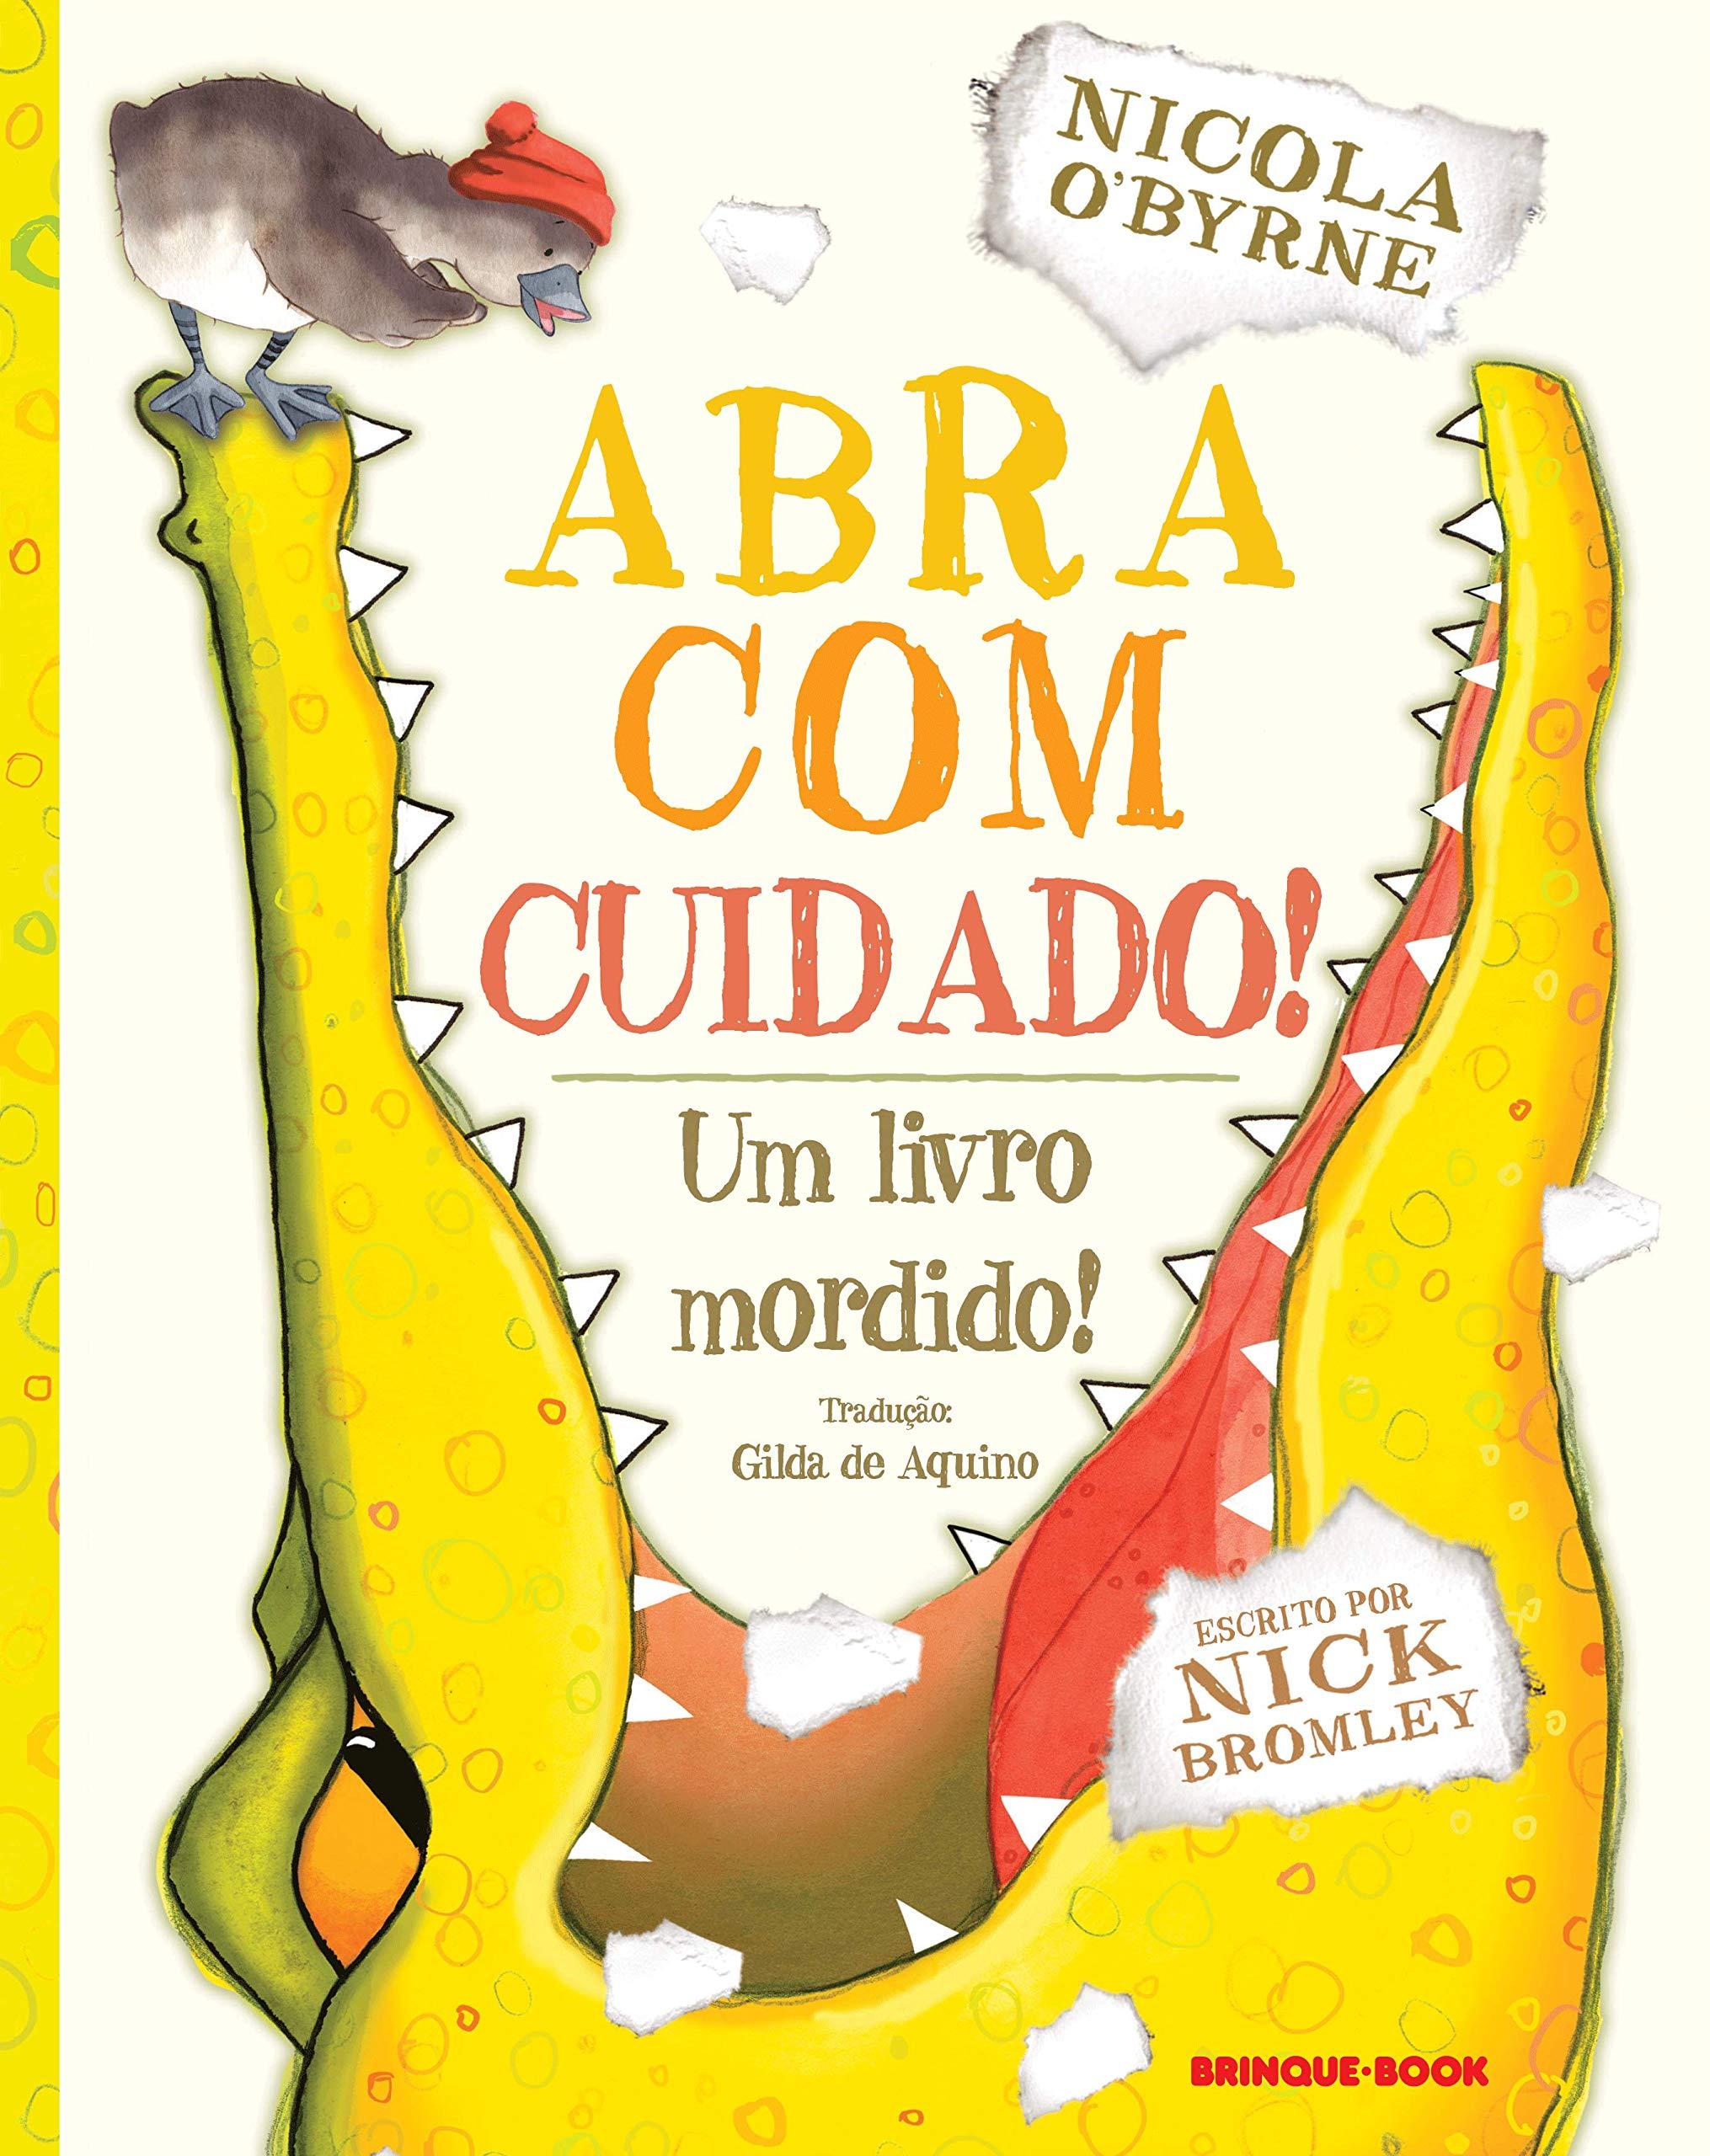 NICOLA
O'BYRNE
ABRA
COM
CUIDADO!
Um livro
mordido!
Tradução:
Gilda de Aquino
ESCRITO POR
NICK
BROMLEY
BRINQUE•BOOK